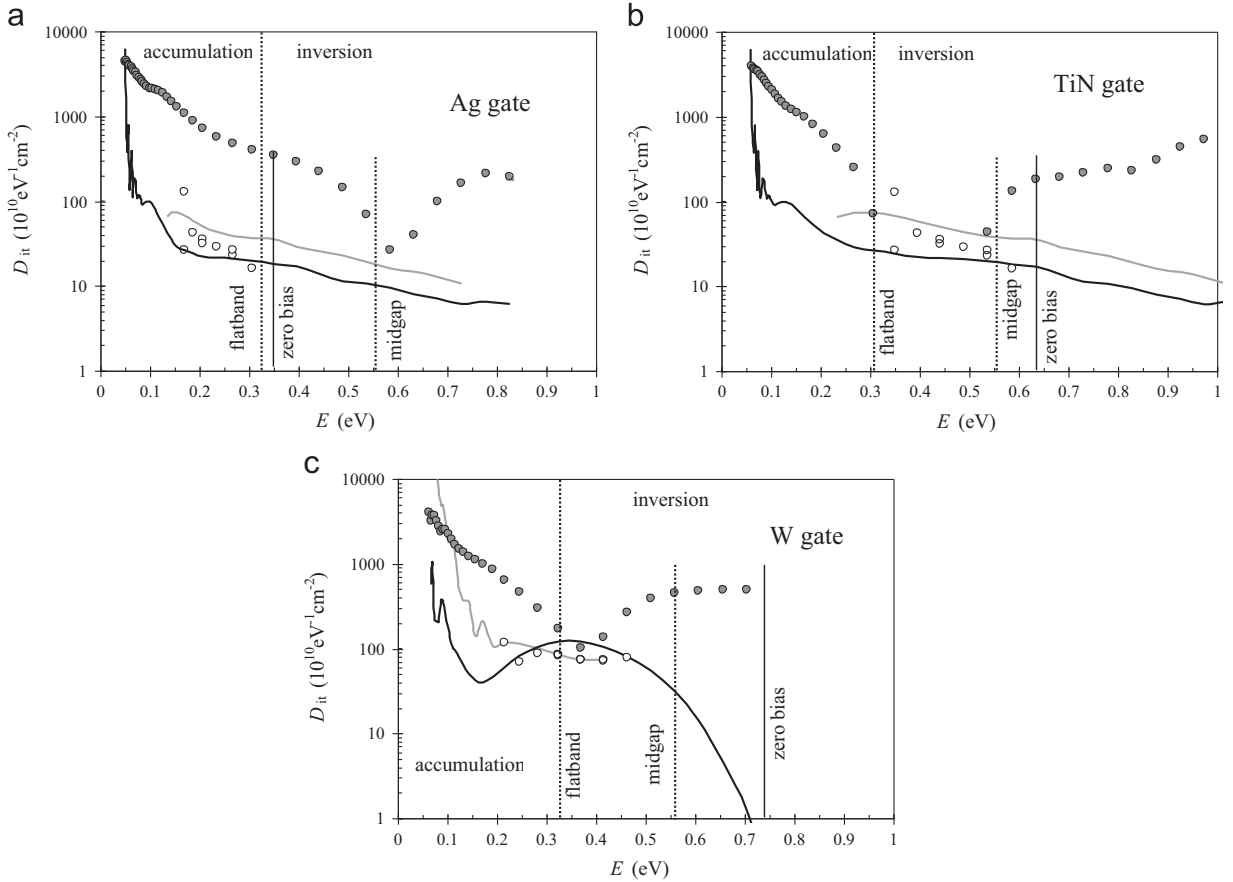 a
10000
accumulation
inversion
1000
Ag gate
D_it (10^10 eV^-1 cm^-2)
100
10
flatband
zero bias
midgap
1
0 0.1 0.2 0.3 0.4 0.5 0.6 0.7 0.8 0.9 1
E (eV)
b
10000
accumulation
inversion
1000
TiN gate
D_it (10^10 eV^-1 cm^-2)
100
10
flatband
midgap
zero bias
1
0 0.1 0.2 0.3 0.4 0.5 0.6 0.7 0.8 0.9 1
E (eV)
c
10000
inversion
1000
W gate
D_it (10^10 eV^-1 cm^-2)
100
10
accumulation
flatband
midgap
zero bias
1
0 0.1 0.2 0.3 0.4 0.5 0.6 0.7 0.8 0.9 1
E (eV)